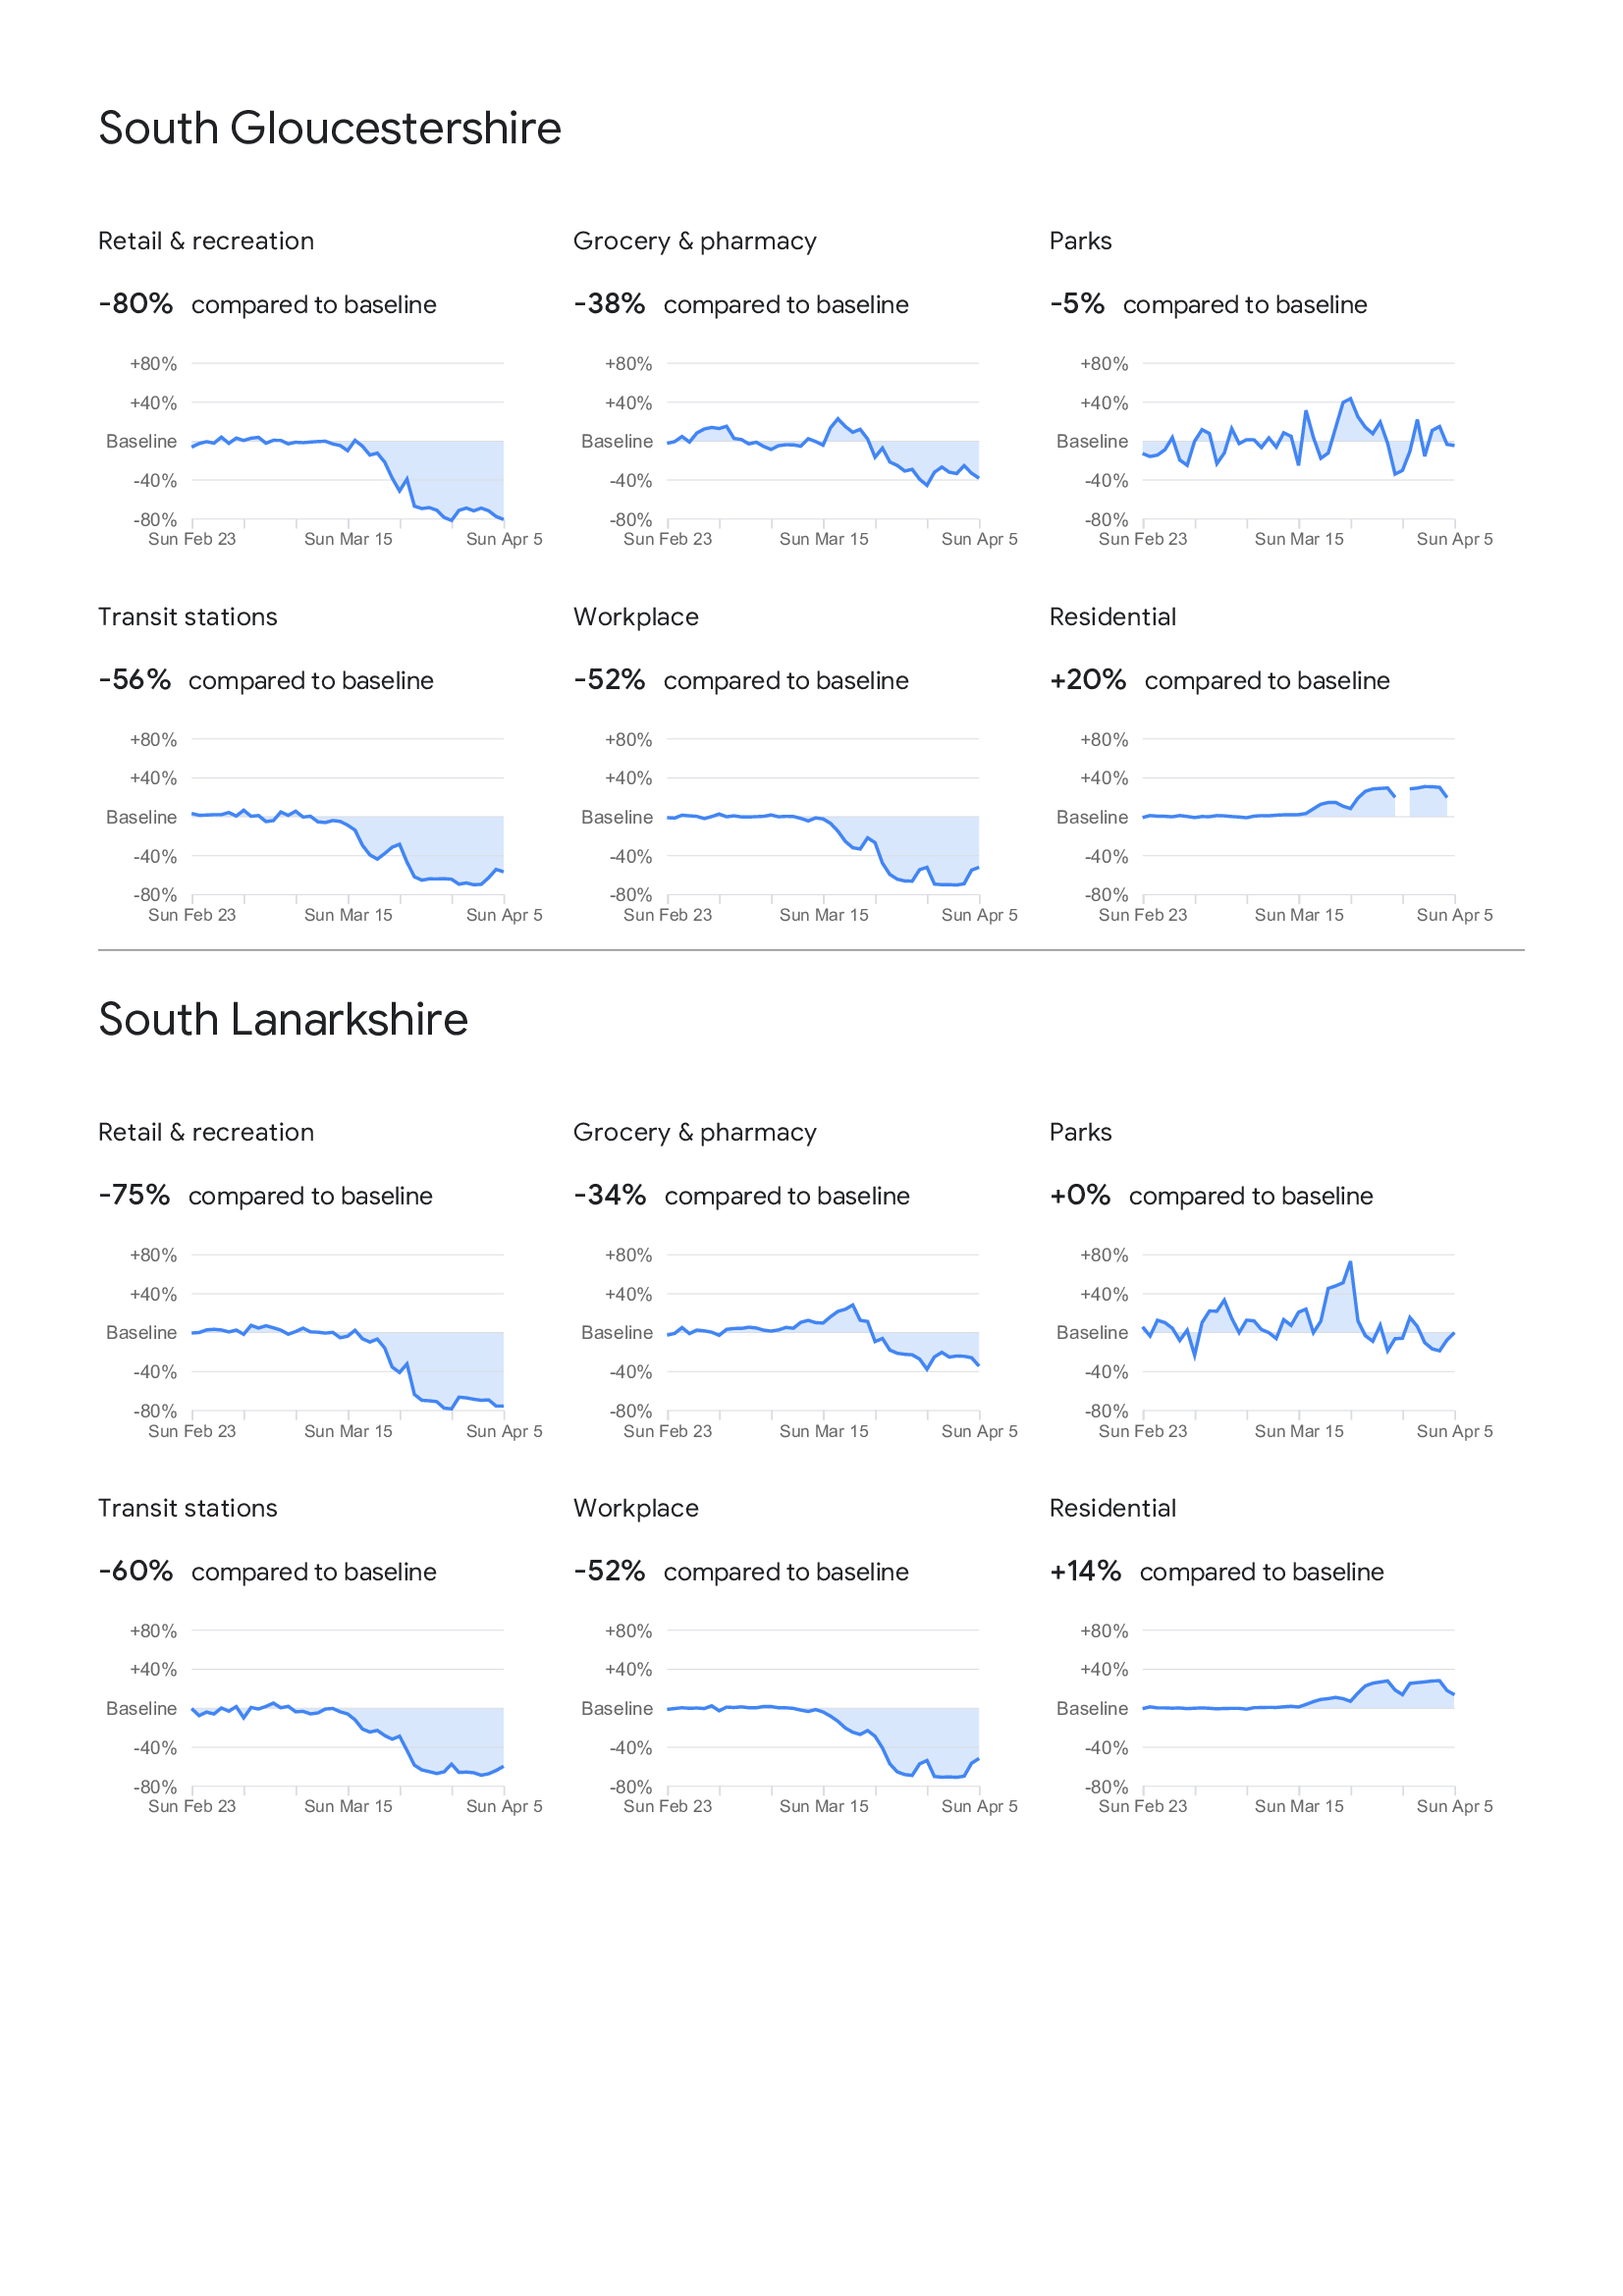 South Gloucestershire
Retail & recreation
-80% compared to baseline
+80%
+40%
Baseline
-40%
-80%
Sun Feb 23 Sun Mar 15 Sun Apr 5
Grocery & pharmacy
-38% compared to baseline
+80%
+40%
Baseline
-40%
-80%
Sun Feb 23 Sun Mar 15 Sun Apr 5
Parks
-5% compared to baseline
+80%
+40%
Baseline
-40%
-80%
Sun Feb 23 Sun Mar 15 Sun Apr 5
Transit stations
-56% compared to baseline
+80%
+40%
Baseline
-40%
-80%
Sun Feb 23 Sun Mar 15 Sun Apr 5
Workplace
-52% compared to baseline
+80%
+40%
Baseline
-40%
-80%
Sun Feb 23 Sun Mar 15 Sun Apr 5
Residential
+20% compared to baseline
+80%
+40%
Baseline
-40%
-80%
Sun Feb 23 Sun Mar 15 Sun Apr 5
South Lanarkshire
Retail & recreation
-75% compared to baseline
+80%
+40%
Baseline
-40%
-80%
Sun Feb 23 Sun Mar 15 Sun Apr 5
Grocery & pharmacy
-34% compared to baseline
+80%
+40%
Baseline
-40%
-80%
Sun Feb 23 Sun Mar 15 Sun Apr 5
Parks
+0% compared to baseline
+80%
+40%
Baseline
-40%
-80%
Sun Feb 23 Sun Mar 15 Sun Apr 5
Transit stations
-60% compared to baseline
+80%
+40%
Baseline
-40%
-80%
Sun Feb 23 Sun Mar 15 Sun Apr 5
Workplace
-52% compared to baseline
+80%
+40%
Baseline
-40%
-80%
Sun Feb 23 Sun Mar 15 Sun Apr 5
Residential
+14% compared to baseline
+80%
+40%
Baseline
-40%
-80%
Sun Feb 23 Sun Mar 15 Sun Apr 5